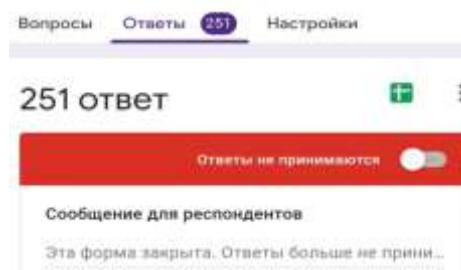 Вопросы Ответы 251 Настройки
251 ответ
Ответы не принимаются
Сообщение для респондентов
Эта форма закрыта. Ответы больше не прини...